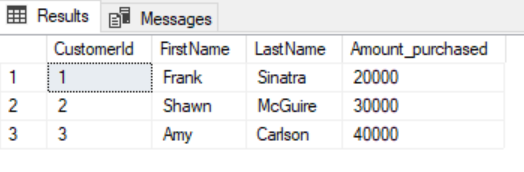 Results Messages
CustomerId FirstName LastName Amount_purchased
1 1 Frank Sinatra 20000
2 2 Shawn McGuire 30000
3 3 Amy Carlson 40000